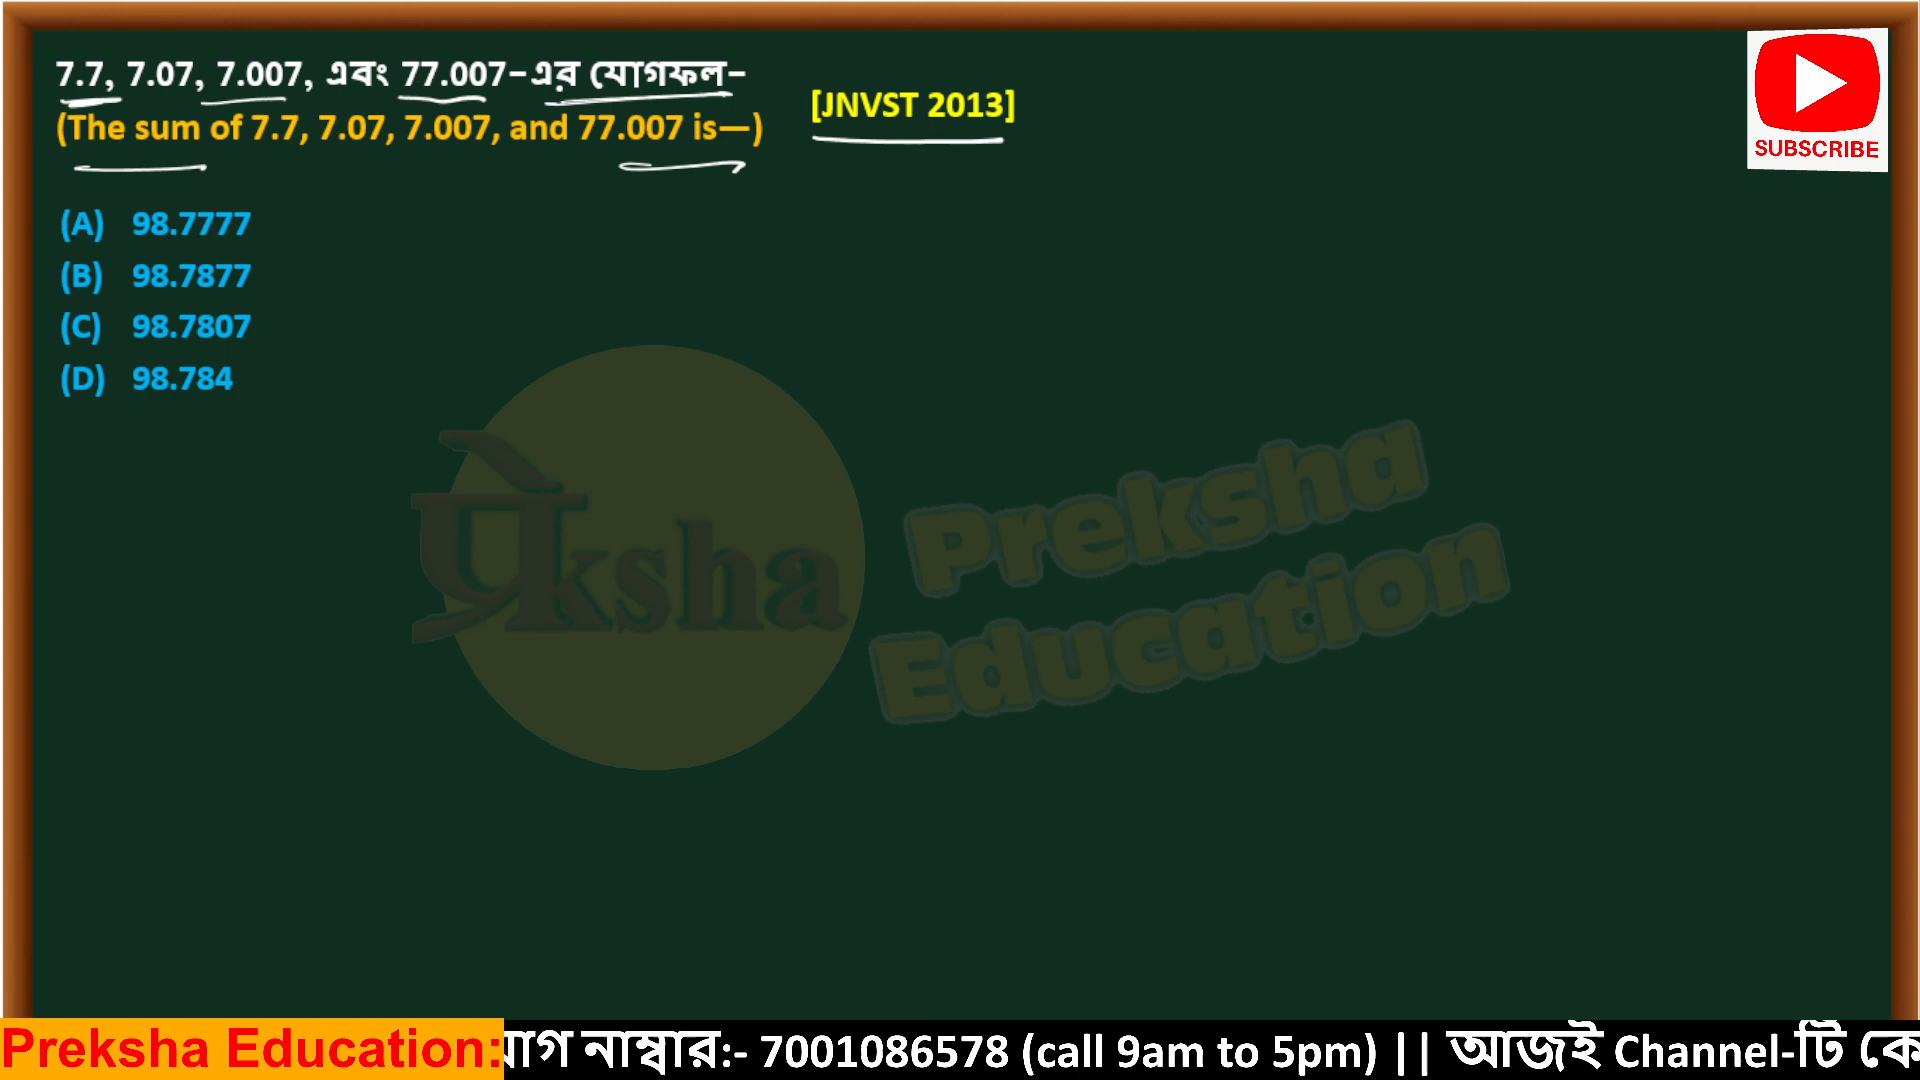 7.7, 7.07, 7.007, এবং 77.007-এর যোগফল-
(The sum of 7.7, 7.07, 7.007, and 77.007 is—)
[JNVST 2013]
SUBSCRIBE
(A) 98.7777
(B) 98.7877
(C) 98.7807
(D) 98.784
प्रेksha
Preksha
Education
Preksha Education: নাম্বার:- 7001086578 (call 9am to 5pm) || আজই Channel-টি